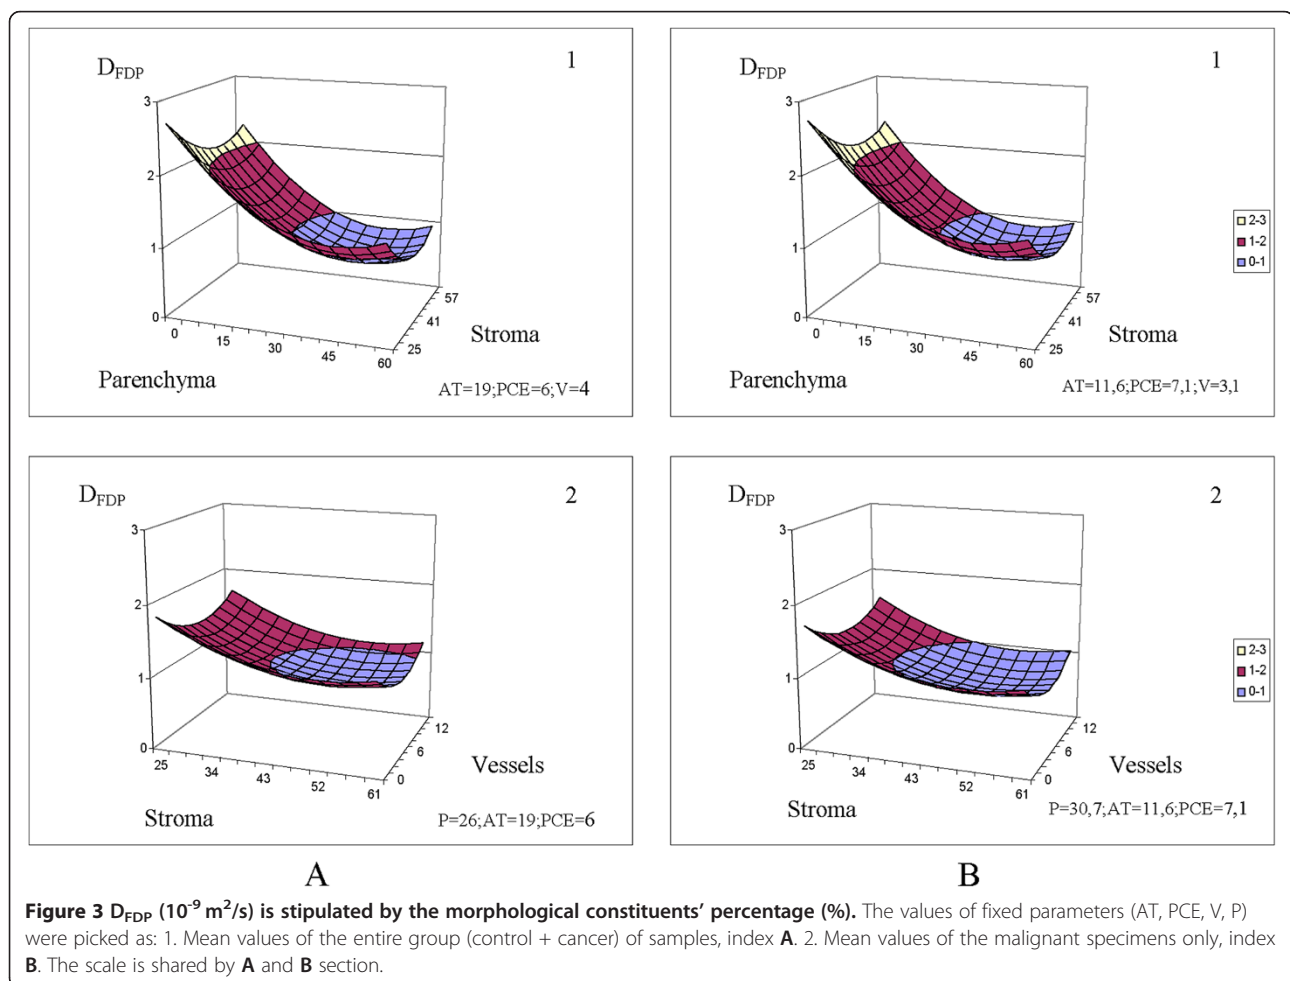 D_FDP 1
3
2
1
0
0 15 30 45 60
25 41 57
Stroma
Parenchyma
AT=19;PCE=6;V=4
D_FDP 1
3
2
1
0
0 15 30 45 60
25 41 57
Stroma
Parenchyma
AT=11,6;PCE=7,1;V=3,1
2-3
1-2
0-1
D_FDP 2
3
2
1
0
25 34 43 52 61
0 6 12
Vessels
Stroma
P=26;AT=19;PCE=6
D_FDP 2
3
2
1
0
25 34 43 52 61
0 6 12
Vessels
Stroma
P=30,7;AT=11,6;PCE=7,1
2-3
1-2
0-1
A B
Figure 3 D_FDP (10⁻⁹ m²/s) is stipulated by the morphological constituents' percentage (%). The values of fixed parameters (AT, PCE, V, P)
were picked as: 1. Mean values of the entire group (control + cancer) of samples, index A. 2. Mean values of the malignant specimens only, index
B. The scale is shared by A and B section.